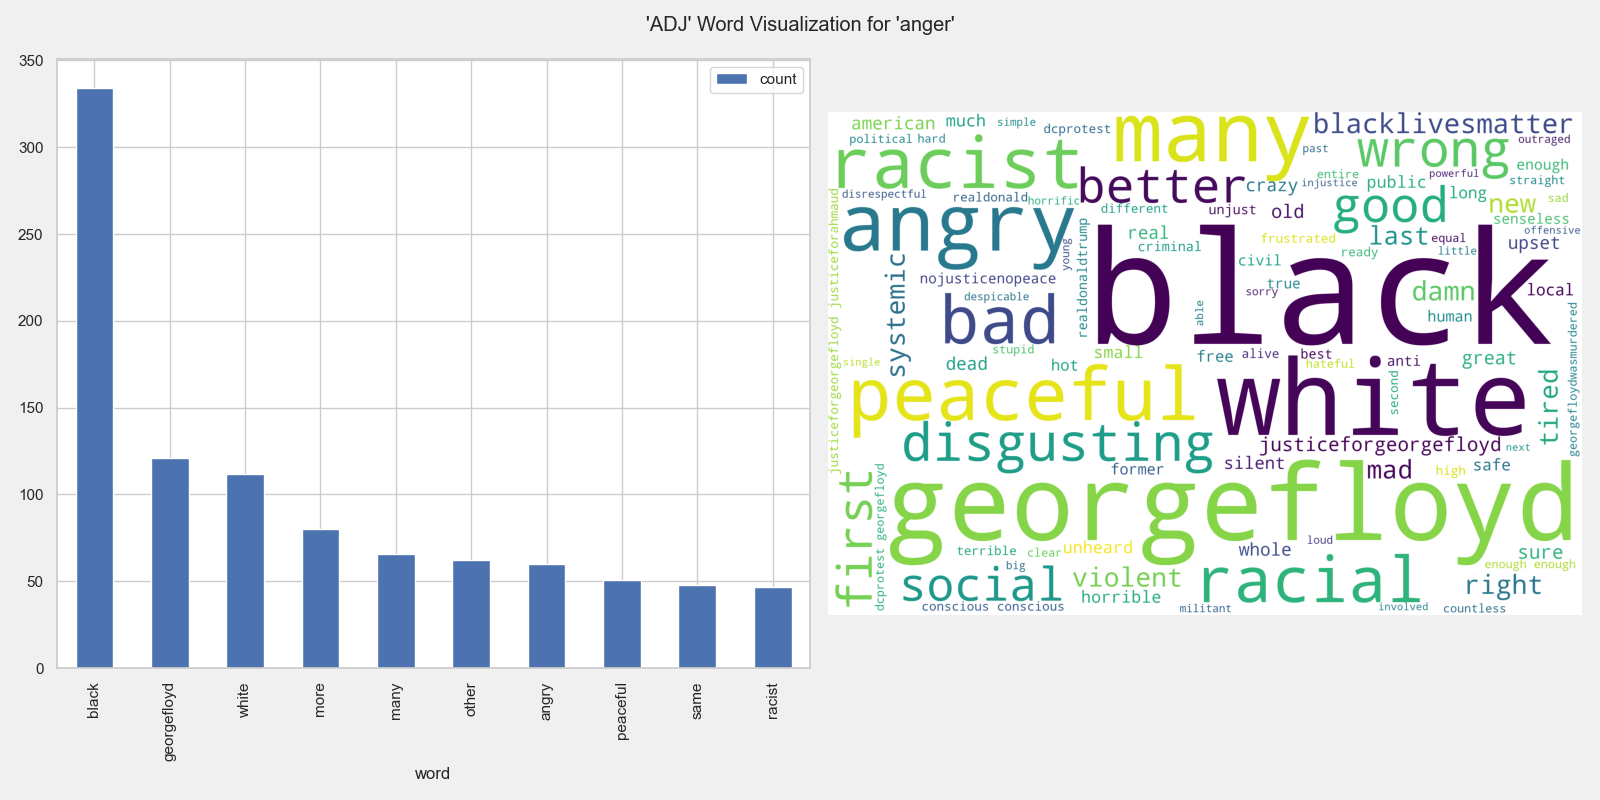 'ADJ' Word Visualization for 'anger'
350
300
250
200
150
100
50
0
count
black
georgefloyd
white
more
many
other
angry
peaceful
same
racist
word
american
much
simple
dcprotest
many
blacklivesmatter
political
hard
past
wrong
outraged
racist
better
crazy
entire
injustice
public
powerful
enough
straight
disrespectful
realdonald
horrific
different
unjust
old
good
long
new
sad
senseless
angry
real
criminal
frustrated
last
equal
offensive
upset
little
ready
young
civil
black
systemic
nojusticenopeace
realdonaldtrump
despicable
true
sorry
damn
local
bad
able
human
justiceforgeorgefloyd justiceforahmaud
georgefloydwasmurdered
stupid
small
free
alive
best
hateful
anti
great
single
dead
hot
peaceful
white
second
tired
disgusting
justiceforgeorgefloyd
next
former
silent
mad
high
safe
first
dcprotest georgefloyd
georgefloyd
terrible
clear
unheard
whole
loud
sure
big
enough enough
social
violent
racial
right
horrible
conscious conscious
militant
involved
countless